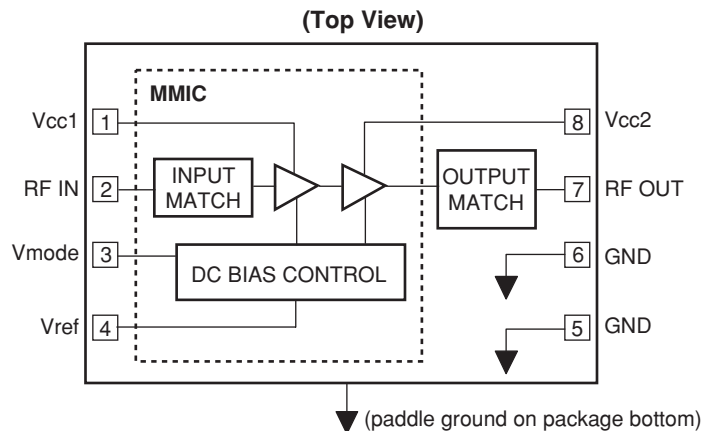 (Top View)
MMIC
Vcc1
1
8
Vcc2
RF IN
2
INPUT
MATCH
OUTPUT
MATCH
7
RF OUT
Vmode
3
DC BIAS CONTROL
6
GND
Vref
4
5
GND
(paddle ground on package bottom)